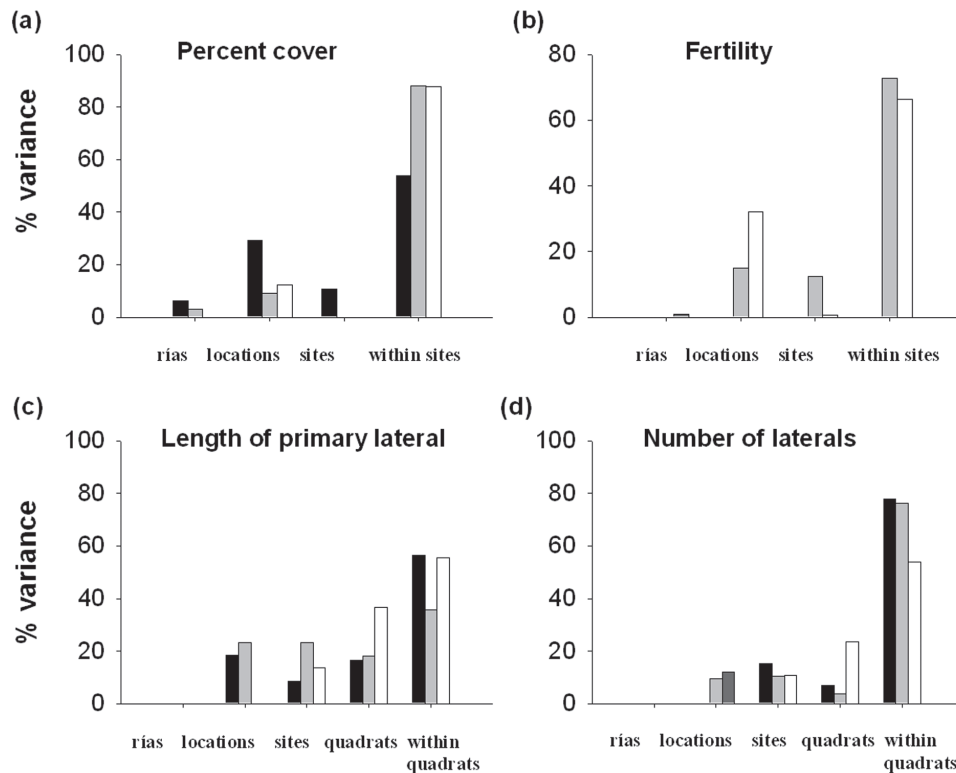 (a)
Percent cover
% variance
100
80
60
40
20
0
rías locations sites within sites
(b)
Fertility
80
60
40
20
0
rías locations sites within sites
(c)
Length of primary lateral
% variance
100
80
60
40
20
0
rías locations sites quadrats within
quadrats
(d)
Number of laterals
100
80
60
40
20
0
rías locations sites quadrats within
quadrats